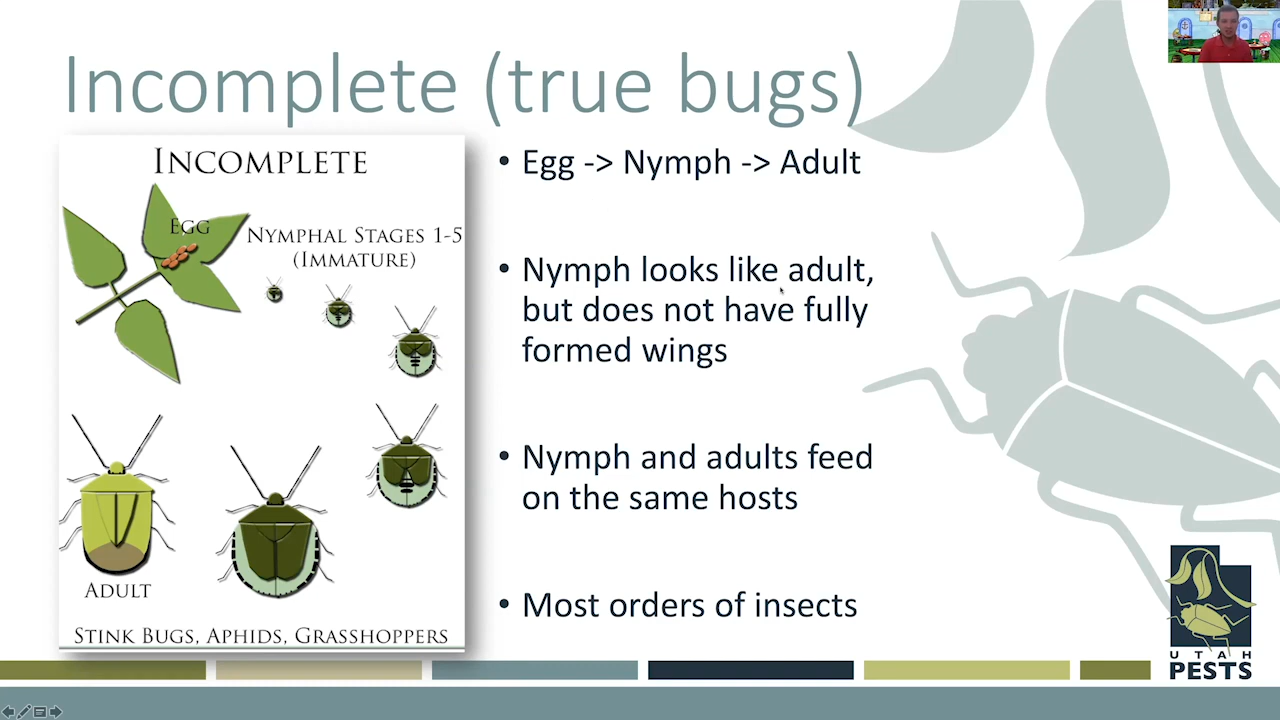 Incomplete (true bugs)
INCOMPLETE
EGG
NYMPHAL STAGES 1-5
(IMMATURE)
ADULT
STINK BUGS, APHIDS, GRASSHOPPERS
• Egg -> Nymph -> Adult
• Nymph looks like adult,
but does not have fully
formed wings
• Nymph and adults feed
on the same hosts
• Most orders of insects
UTAH
PESTS